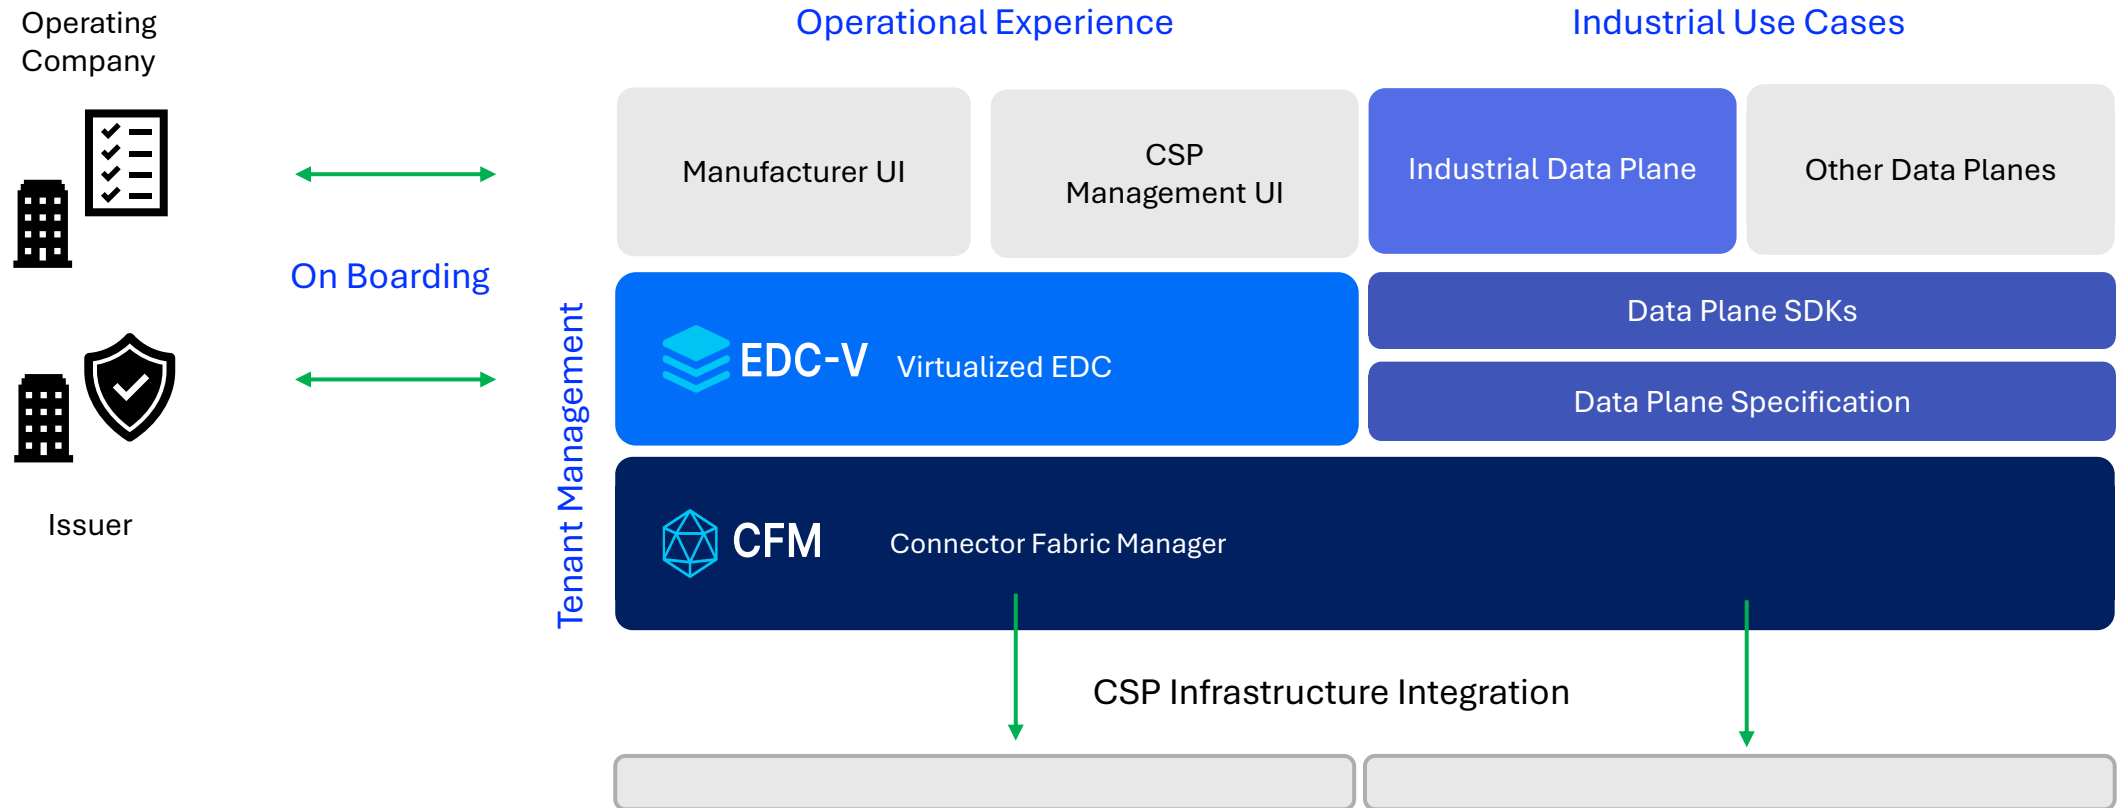 Operating
Company
Operational Experience
Industrial Use Cases
Manufacturer UI
CSP
Management UI
Industrial Data Plane
Other Data Planes
On Boarding
Tenant Management
EDC-V Virtualized EDC
Data Plane SDKs
Data Plane Specification
Issuer
CFM Connector Fabric Manager
CSP Infrastructure Integration